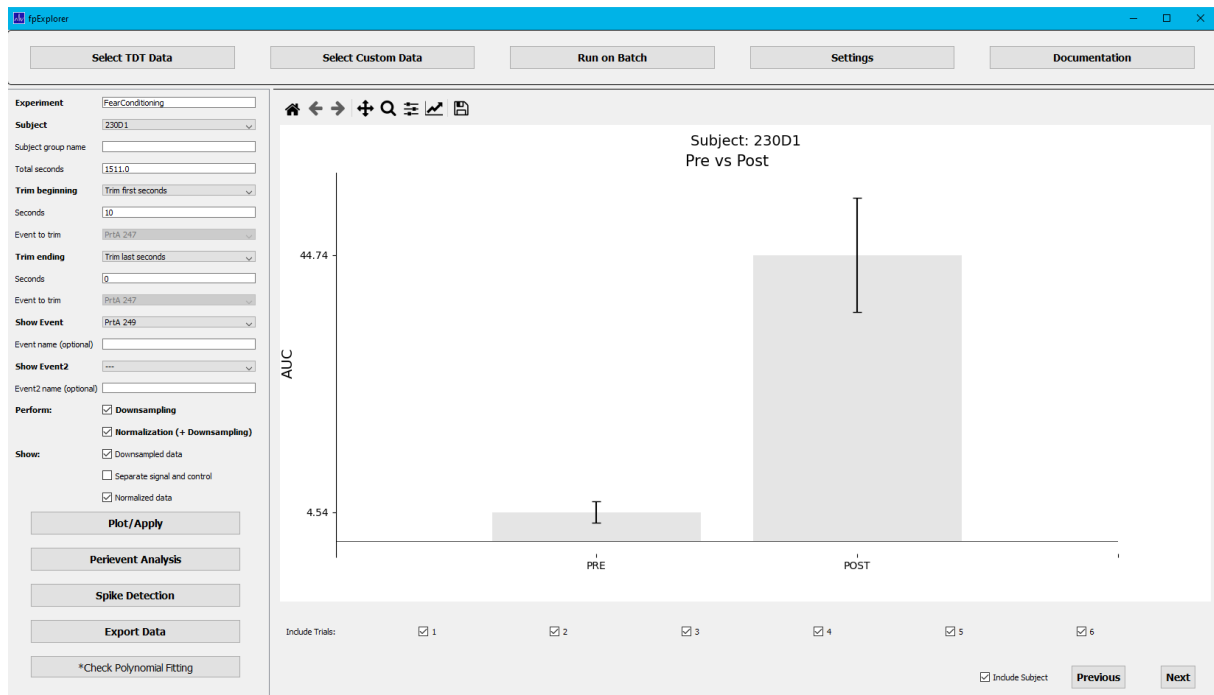 fpExplorer
Select TDT Data
Select Custom Data
Run on Batch
Settings
Documentation
Experiment FearConditioning
Subject 230D1
Subject group name
Total seconds 1511.0
Trim beginning Trim first seconds
Seconds 10
Event to trim PrtA 247
Trim ending Trim last seconds
Seconds 0
Event to trim PrtA 247
Show Event PrtA 249
Event name (optional)
Show Event2 ---
Event2 name (optional)
Perform: Downsampling
Normalization (+ Downsampling)
Show: Downsampled data
Separate signal and control
Normalized data
Plot/Apply
Perievent Analysis
Spike Detection
Export Data
*Check Polynomial Fitting
Subject: 230D1
Pre vs Post
44.74
AUC
4.54
PRE POST
Include Trials: 1 2 3 4 5 6
Include Subject
Previous
Next